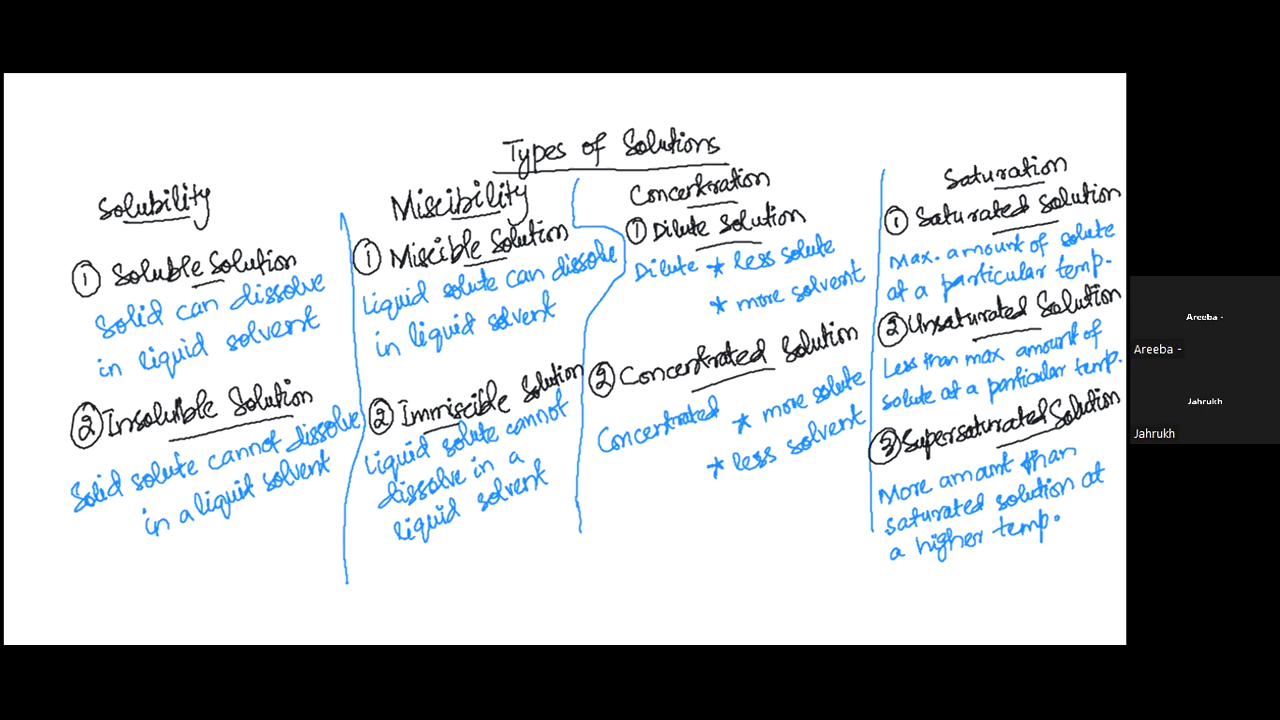 Types of Solutions
Solubility
① Soluble Solution
Solid can dissolve
in liquid solvent
② Insoluble Solution
Solid solute cannot dissolve
in a liquid solvent
Miscibility
① Miscible Solution
Liquid solute can dissolve
in liquid solvent
② Immiscible Solution
Liquid solute cannot
dissolve in a
liquid solvent
Concentration
① Dilute Solution
Dilute * less solute
* more solvent
② Concentrated Solution
Concentrated * more solute
* less solvent
Saturation
① Saturated Solution
Max. amount of solute
at a particular temp.
② Unsaturated Solution
Less than max amount of
solute at a particular temp.
③ Supersaturated Solution
More amount than
saturated solution at
a higher temp.
Areeba -
Areeba -
Jahrukh
Jahrukh